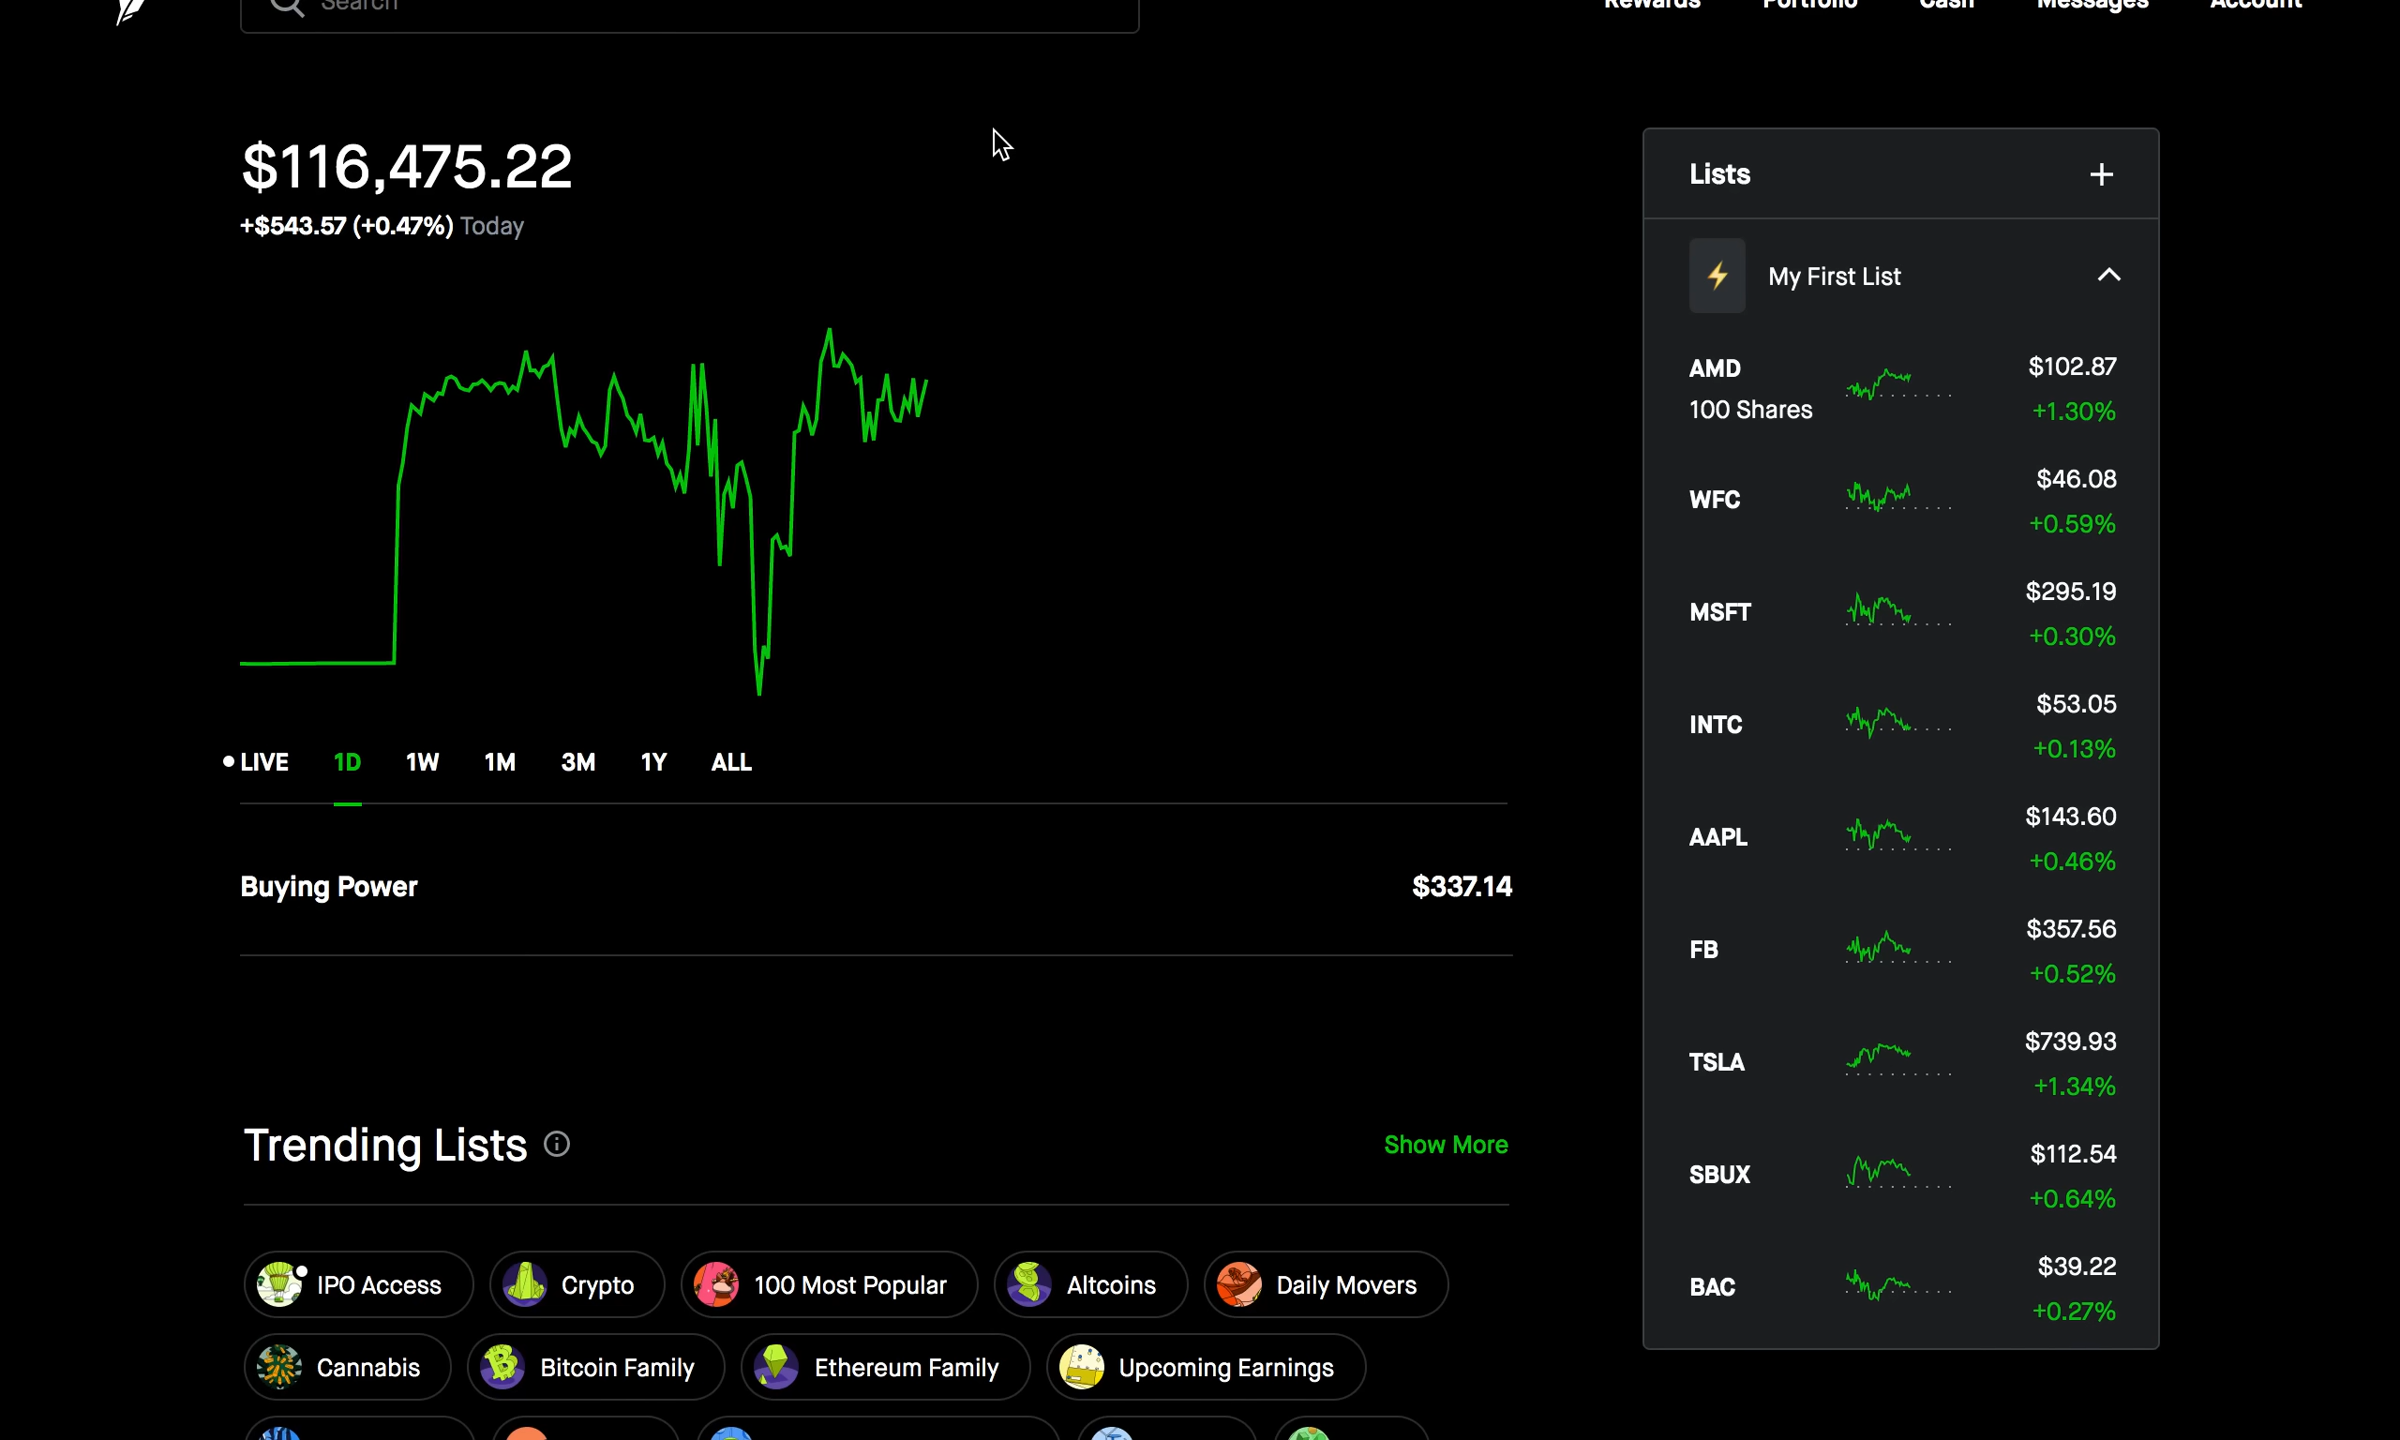 Search
Rewards Portfolio Cash Messages Account
$116,475.22
+$543.57 (+0.47%) Today
LIVE 1D 1W 1M 3M 1Y ALL
Buying Power $337.14
Trending Lists Show More
IPO Access Crypto 100 Most Popular Altcoins Daily Movers
Cannabis Bitcoin Family Ethereum Family Upcoming Earnings
Lists +
My First List
AMD $102.87
100 Shares +1.30%
WFC $46.08
+0.59%
MSFT $295.19
+0.30%
INTC $53.05
+0.13%
AAPL $143.60
+0.46%
FB $357.56
+0.52%
TSLA $739.93
+1.34%
SBUX $112.54
+0.64%
BAC $39.22
+0.27%